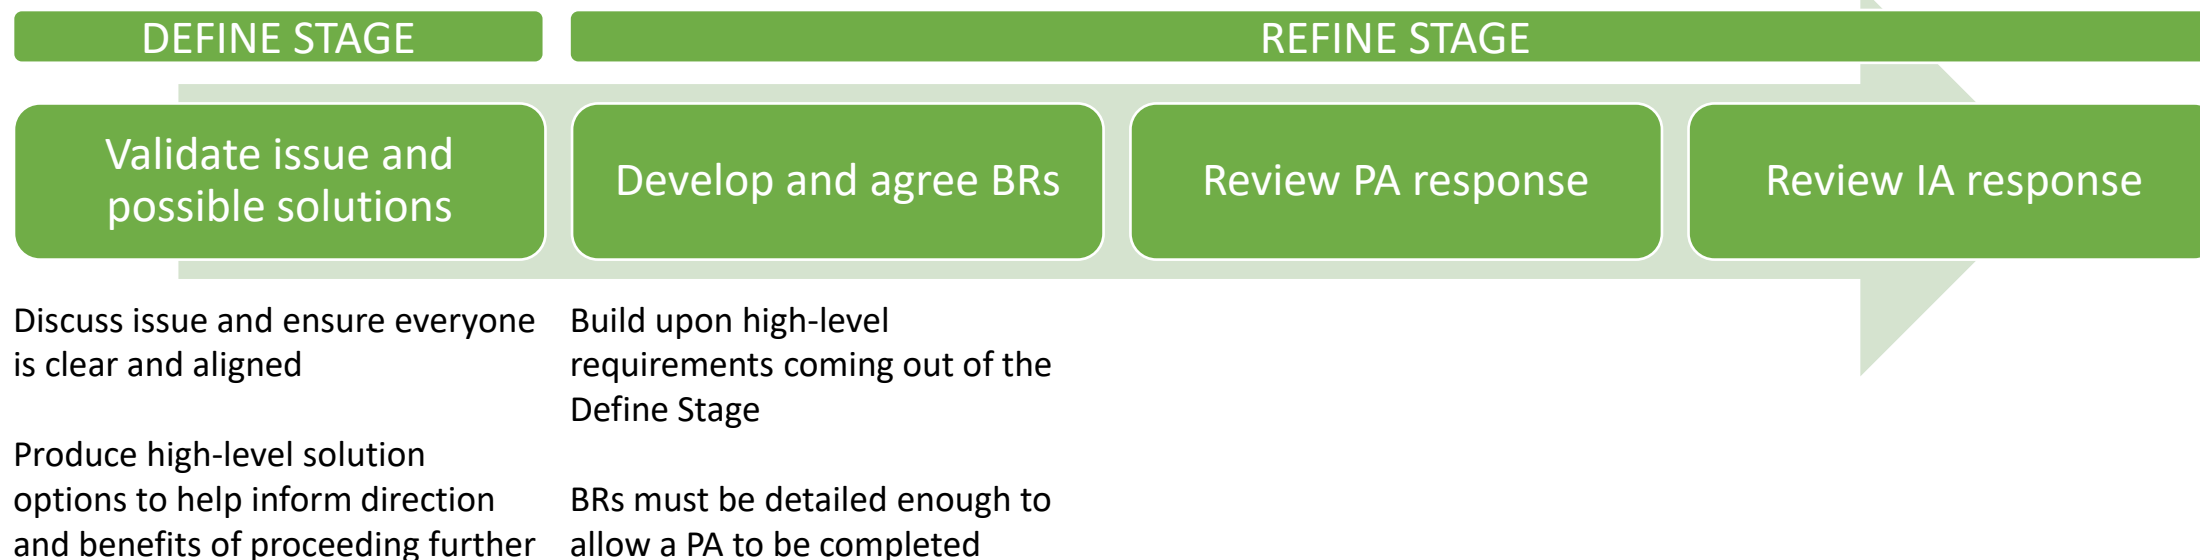 DEFINE STAGE
REFINE STAGE
Validate issue and
possible solutions
Develop and agree BRs
Review PA response
Review IA response
Discuss issue and ensure everyone
is clear and aligned
Produce high-level solution
options to help inform direction
and benefits of proceeding further
Build upon high-level
requirements coming out of the
Define Stage
BRs must be detailed enough to
allow a PA to be completed